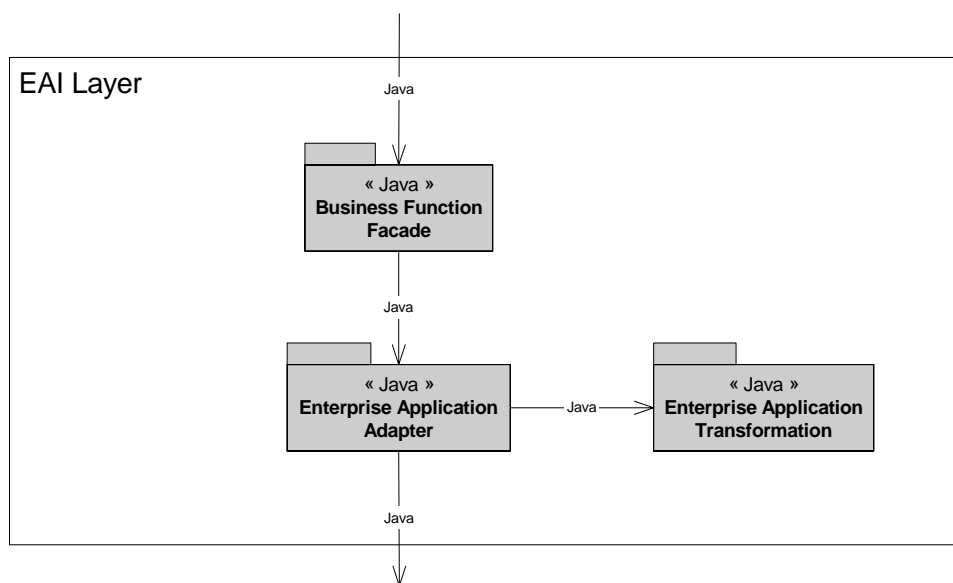 EAI Layer
Java
« Java »
Business Function
Facade
Java
« Java »
Enterprise Application
Adapter
Java
« Java »
Enterprise Application
Transformation
Java